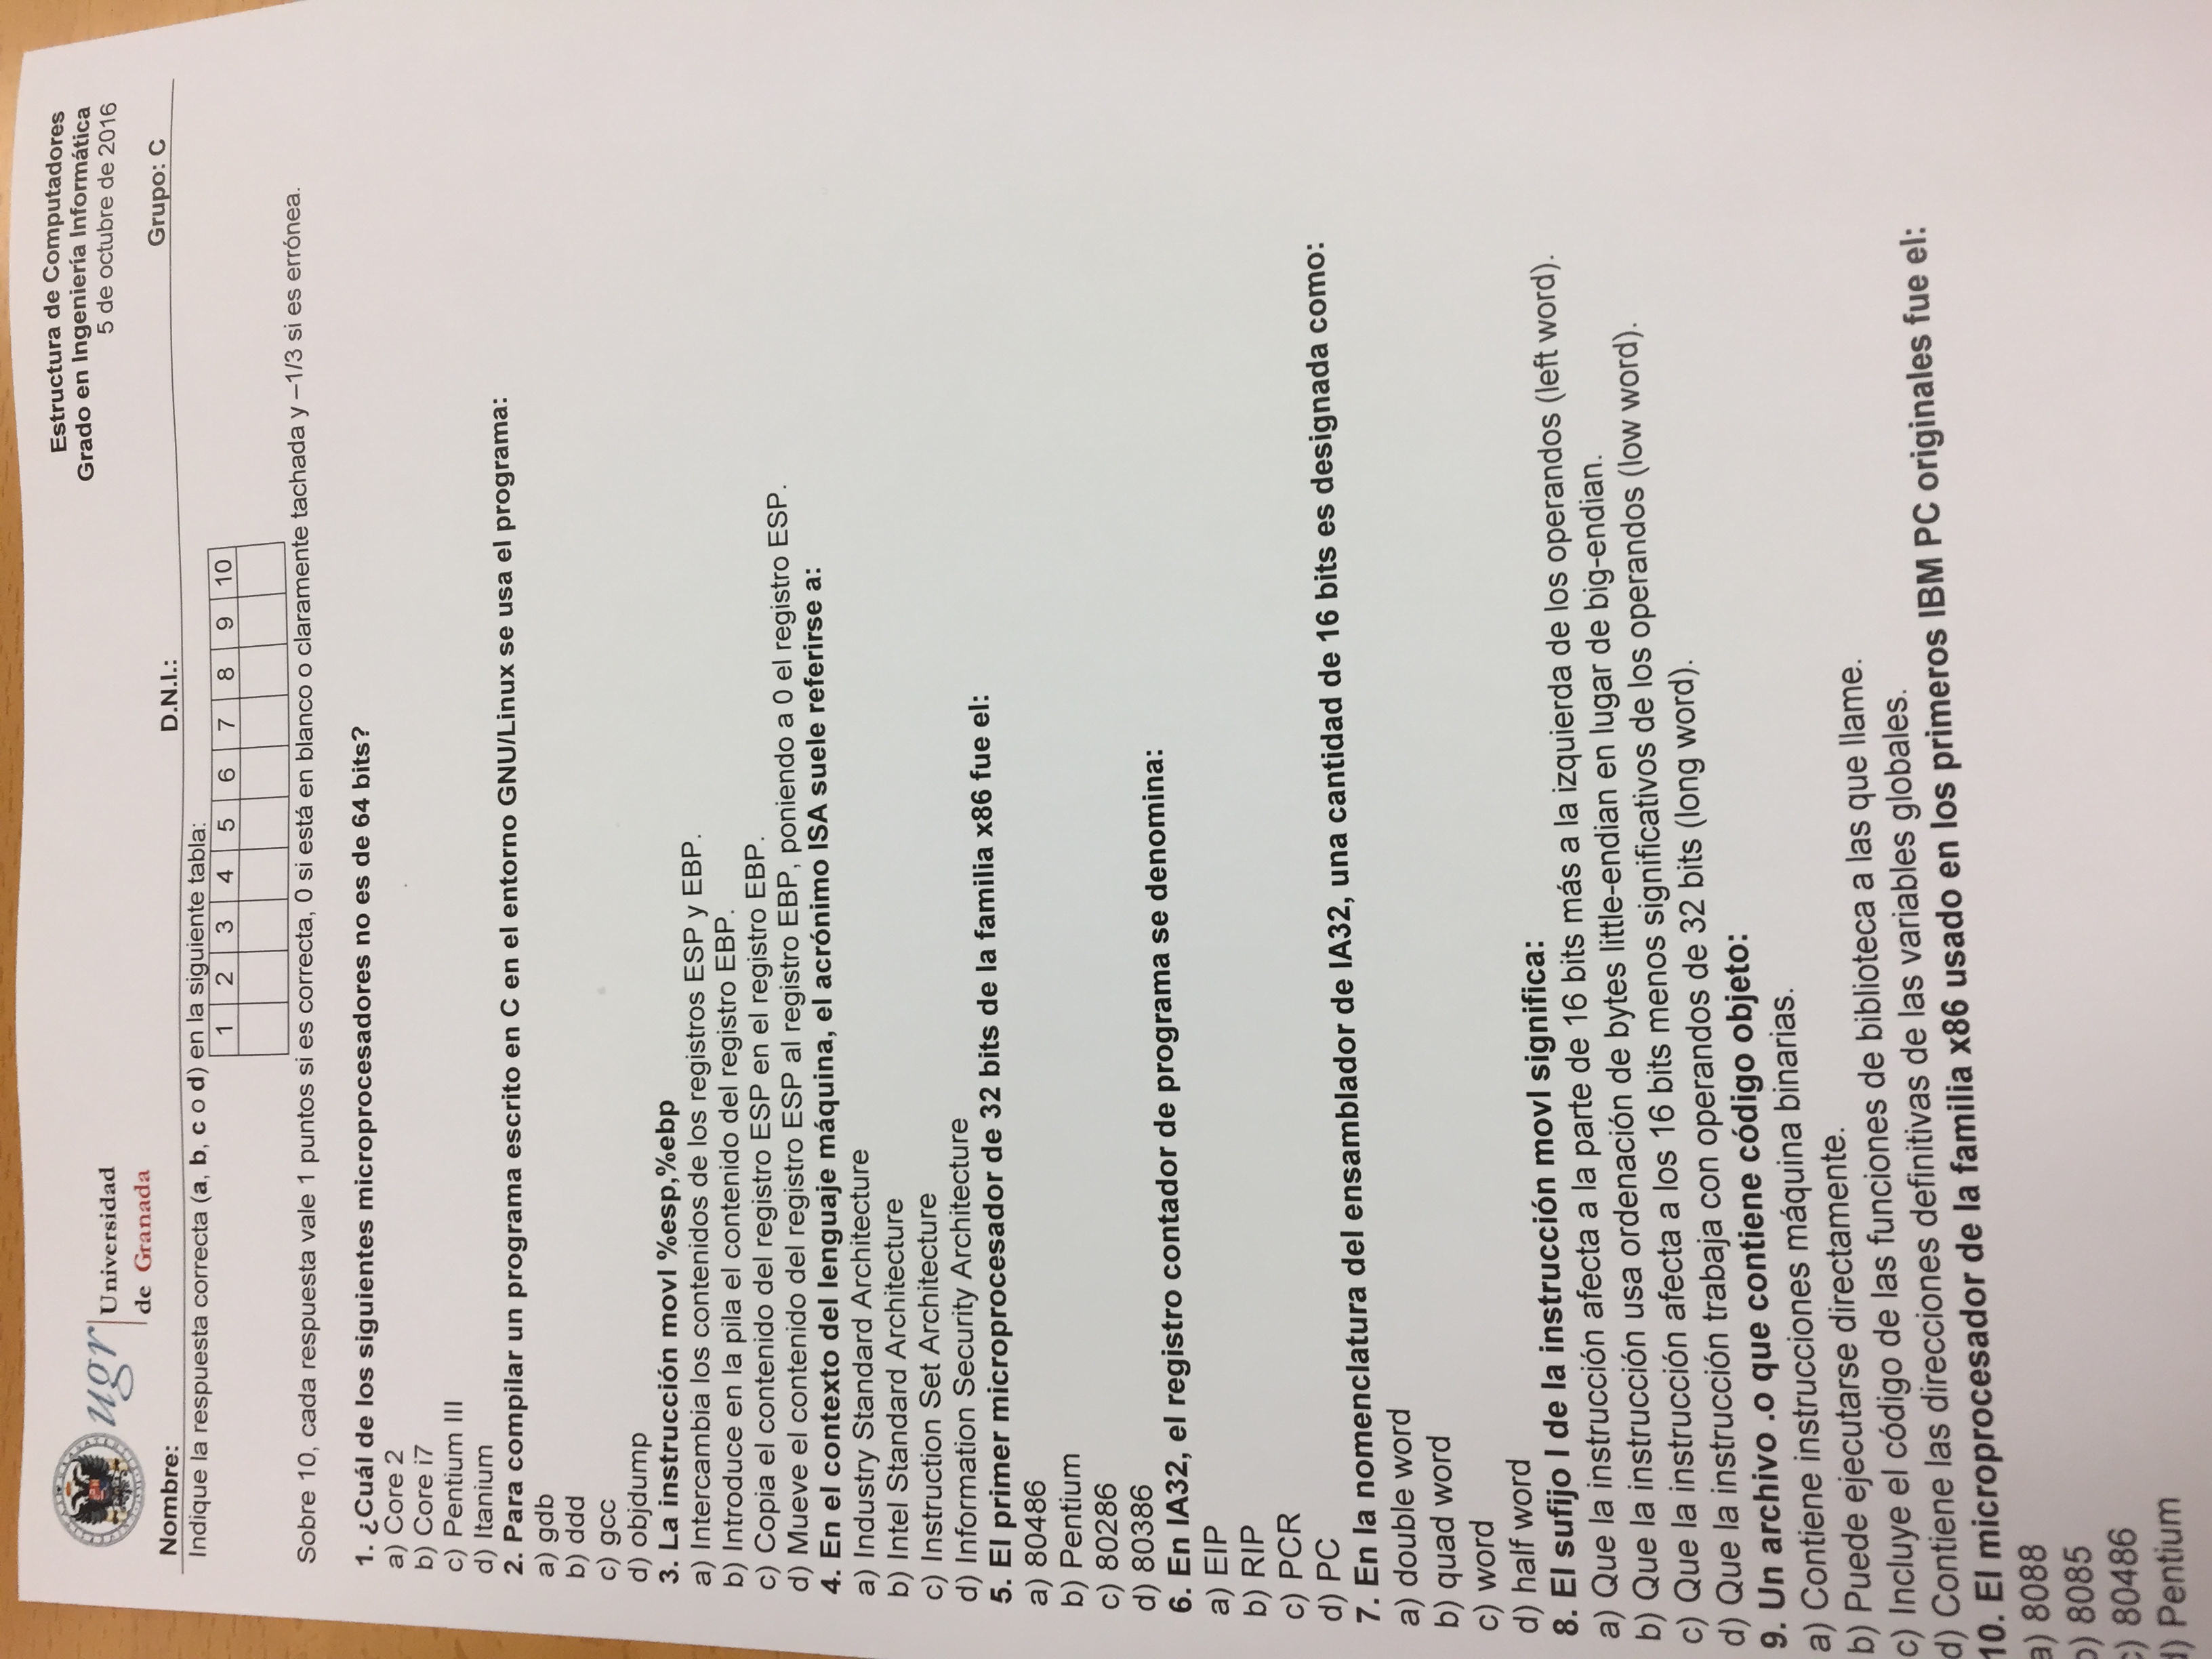 Estructura de Computadores
Grado en Ingeniería Informática
5 de octubre de 2016
ugr Universidad
de Granada
Nombre: D.N.I.: Grupo: C
Indique la respuesta correcta (a, b, c o d) en la siguiente tabla:
1 2 3 4 5 6 7 8 9 10
Sobre 10, cada respuesta vale 1 puntos si es correcta, 0 si está en blanco o claramente tachada y –1/3 si es errónea.
1. ¿Cuál de los siguientes microprocesadores no es de 64 bits?
a) Core 2
b) Core i7
c) Pentium III
d) Itanium
2. Para compilar un programa escrito en C en el entorno GNU/Linux se usa el programa:
a) gdb
b) ddd
c) gcc
d) objdump
3. La instrucción movl %esp,%ebp
a) Intercambia los contenidos de los registros ESP y EBP.
b) Introduce en la pila el contenido del registro EBP.
c) Copia el contenido del registro ESP en el registro EBP.
d) Mueve el contenido del registro ESP al registro EBP, poniendo a 0 el registro ESP.
4. En el contexto del lenguaje máquina, el acrónimo ISA suele referirse a:
a) Industry Standard Architecture
b) Intel Standard Architecture
c) Instruction Set Architecture
d) Information Security Architecture
5. El primer microprocesador de 32 bits de la familia x86 fue el:
a) 80486
b) Pentium
c) 80286
d) 80386
6. En IA32, el registro contador de programa se denomina:
a) EIP
b) RIP
c) PCR
d) PC
7. En la nomenclatura del ensamblador de IA32, una cantidad de 16 bits es designada como:
a) double word
b) quad word
c) word
d) half word
8. El sufijo l de la instrucción movl significa:
a) Que la instrucción afecta a la parte de 16 bits más a la izquierda de los operandos (left word).
b) Que la instrucción usa ordenación de bytes little-endian en lugar de big-endian.
c) Que la instrucción afecta a los 16 bits menos significativos de los operandos (low word).
d) Que la instrucción trabaja con operandos de 32 bits (long word).
9. Un archivo .o que contiene código objeto:
a) Contiene instrucciones máquina binarias.
b) Puede ejecutarse directamente.
c) Incluye el código de las funciones de biblioteca a las que llame.
d) Contiene las direcciones definitivas de las variables globales.
10. El microprocesador de la familia x86 usado en los primeros IBM PC originales fue el:
a) 8088
b) 8085
c) 80486
d) Pentium